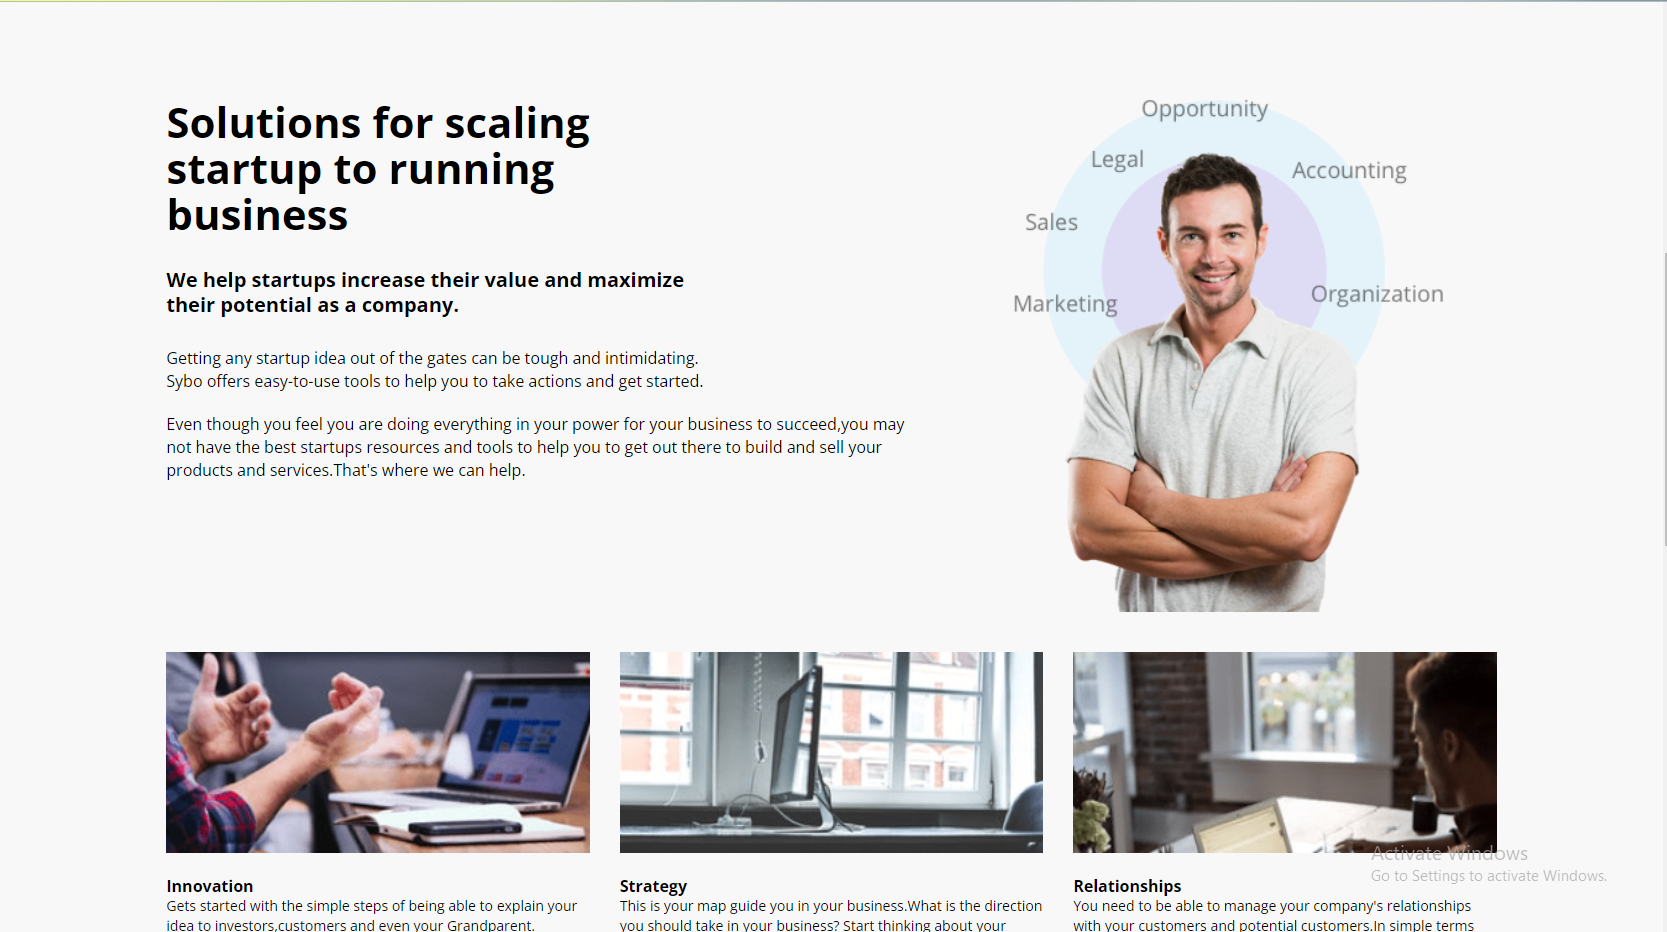 Solutions for scaling
startup to running
business
We help startups increase their value and maximize
their potential as a company.
Getting any startup idea out of the gates can be tough and intimidating.
Sybo offers easy-to-use tools to help you to take actions and get started.
Even though you feel you are doing everything in your power for your business to succeed,you may
not have the best startups resources and tools to help you to get out there to build and sell your
products and services.That's where we can help.
Opportunity
Legal
Accounting
Sales
Organization
Marketing
Innovation
Gets started with the simple steps of being able to explain your
idea to investors,customers and even your Grandparent.
Strategy
This is your map guide you in your business.What is the direction
you should take in your business? Start thinking about your
Relationships
You need to be able to manage your company's relationships
with your customers and potential customers.In simple terms
Activate Windows
Go to Settings to activate Windows.